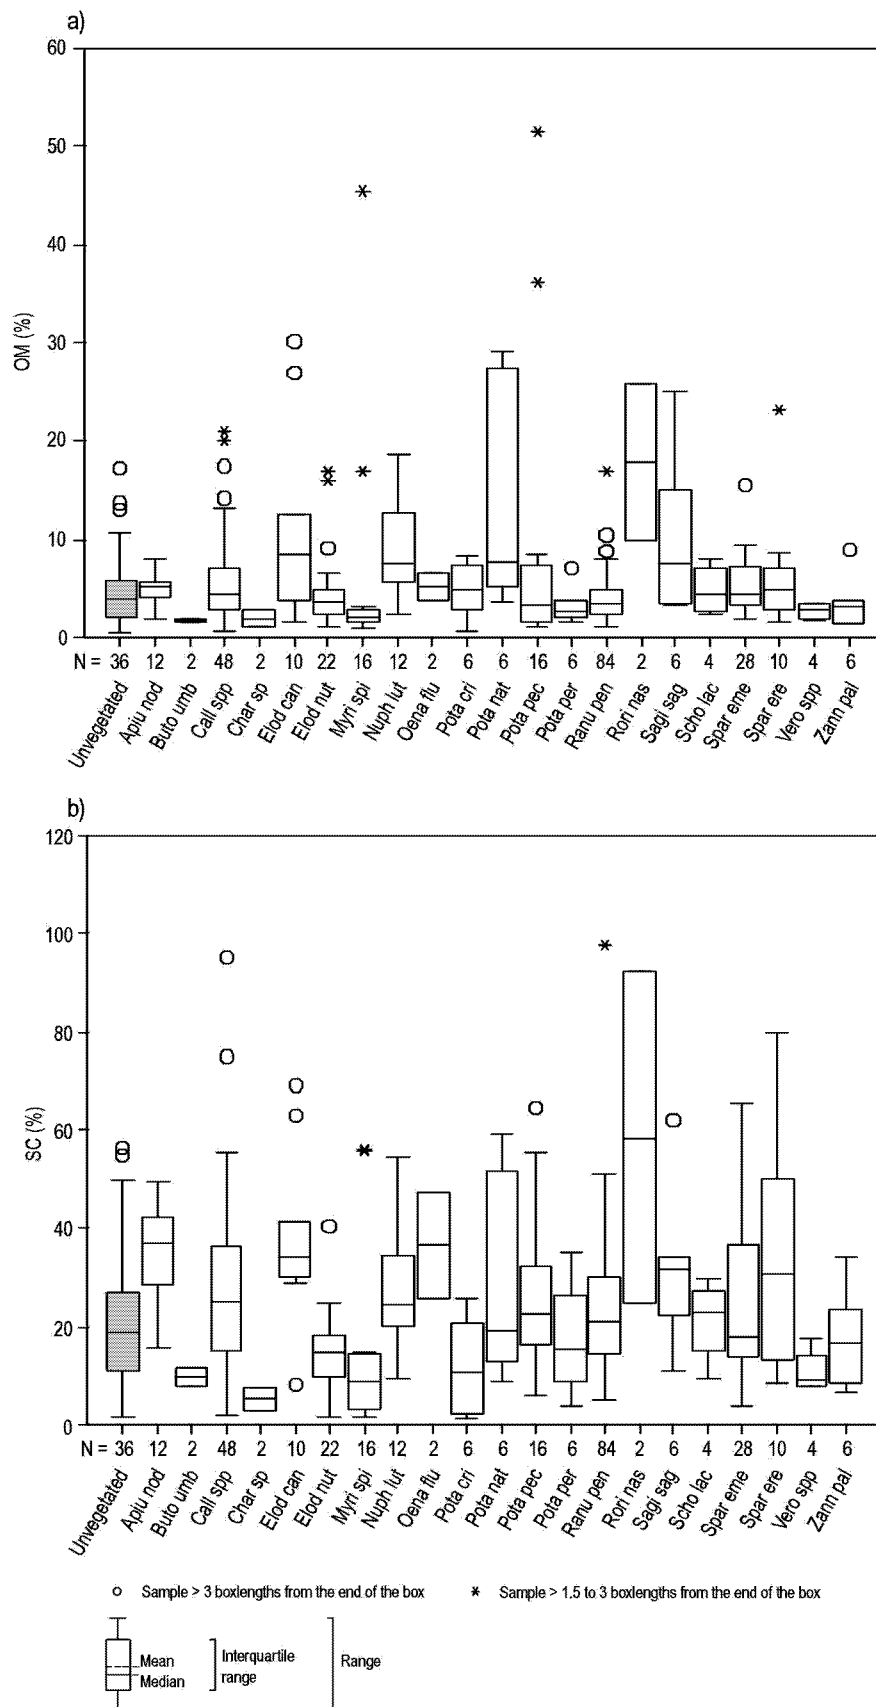 a)
60
50
40
30
20
10
0
OM (%)
N = 36 12 2 48 2 10 22 16 12 2 6 6 16 6 84 2 6 4 28 10 4 6
Unvegetated Apiu nod Buto umb Call spp Char sp Elod can Elod nut Myri spi Nuph lut Oena flu Pota cri Pota nat Pota pec Pota per Ranu pen Rori nas Sagi sag Scho lac Spar eme Spar ere Vero spp Zann pal
b)
120
100
80
60
40
20
0
SC (%)
N = 36 12 2 48 2 10 22 16 12 2 6 6 16 6 84 2 6 4 28 10 4 6
Unvegetated Apiu nod Buto umb Call spp Char sp Elod can Elod nut Myri spi Nuph lut Oena flu Pota cri Pota nat Pota pec Pota per Ranu pen Rori nas Sagi sag Scho lac Spar eme Spar ere Vero spp Zann pal
Sample > 3 boxlengths from the end of the box * Sample > 1.5 to 3 boxlengths from the end of the box
Mean
Median
Interquartile
range
Range